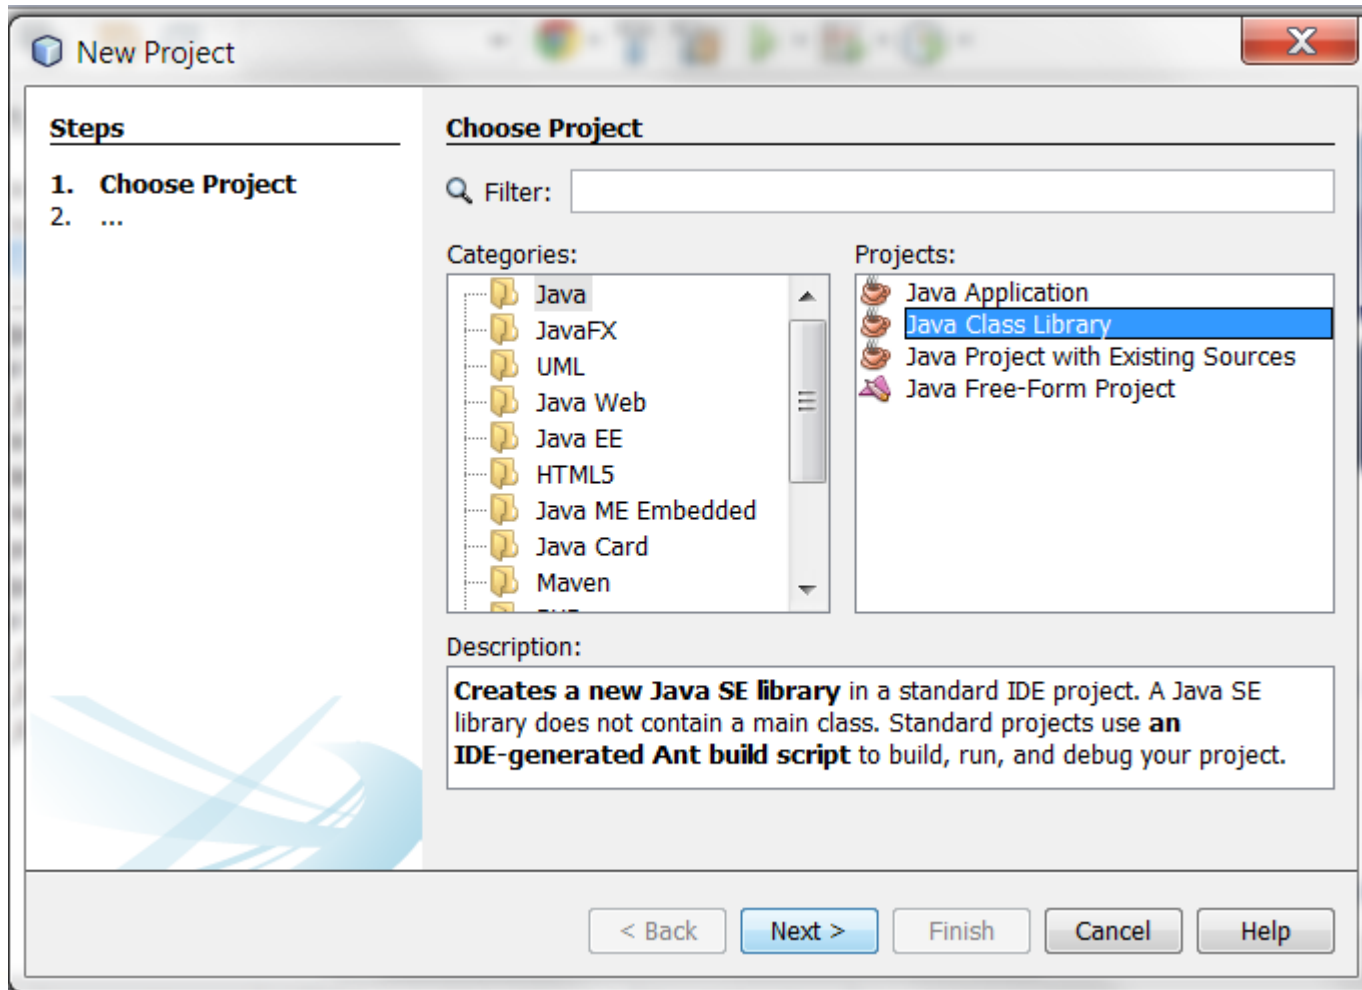 New Project
X
Steps
1. Choose Project
2. ...
Choose Project
Filter:
Categories:
Java
JavaFX
UML
Java Web
Java EE
HTML5
Java ME Embedded
Java Card
Maven
Projects:
Java Application
Java Class Library
Java Project with Existing Sources
Java Free-Form Project
Description:
Creates a new Java SE library in a standard IDE project. A Java SE
library does not contain a main class. Standard projects use an
IDE-generated Ant build script to build, run, and debug your project.
< Back
Next >
Finish
Cancel
Help